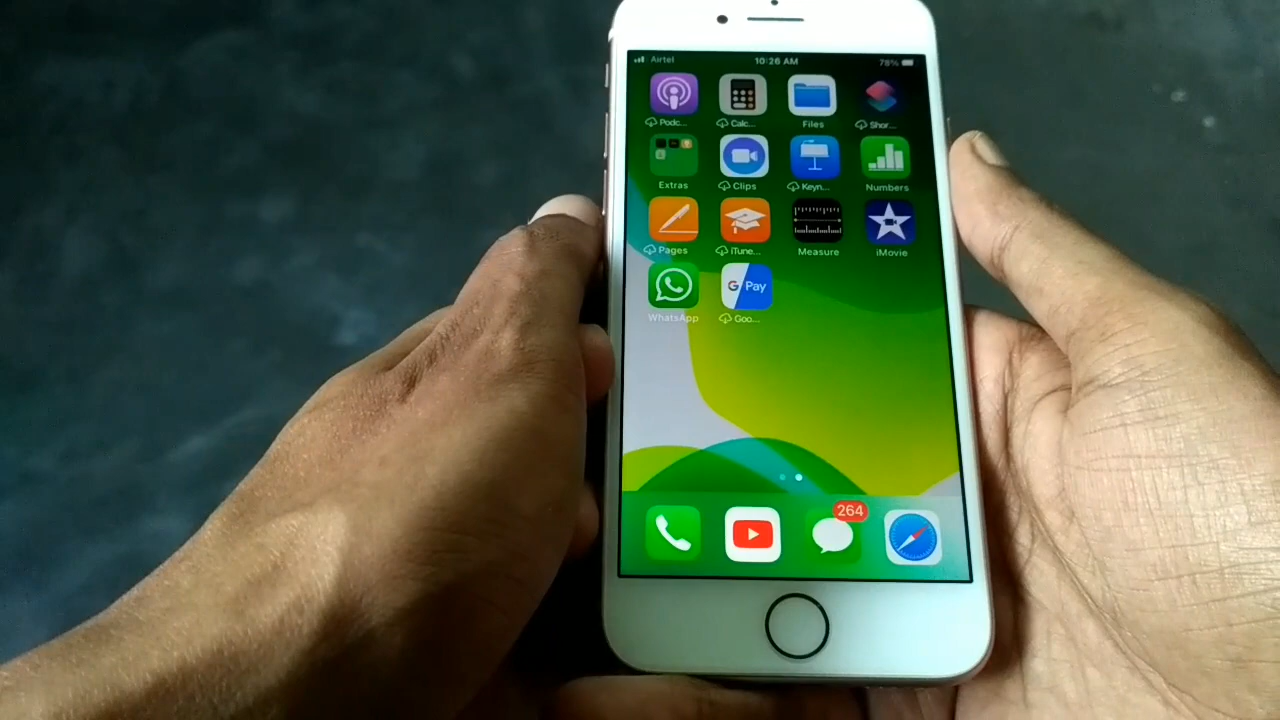 Airtel 10:26 AM 78%
Podc... Calc... Files Shor...
Extras Clips Keyn... Numbers
Pages iTune... Measure iMovie
G Pay
WhatsApp Goo...
264